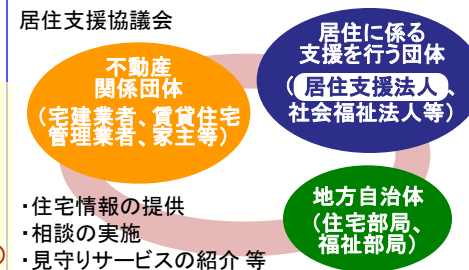 居住支援協議会
不動産
関係団体
(宅建業者、賃貸住宅
管理業者、家主等)
居住に係る
支援を行う団体
(居住支援法人、
社会福祉法人等)
地方自治体
(住宅部局、
福祉部局)
・住宅情報の提供
・相談の実施
・見守りサービスの紹介 等
)